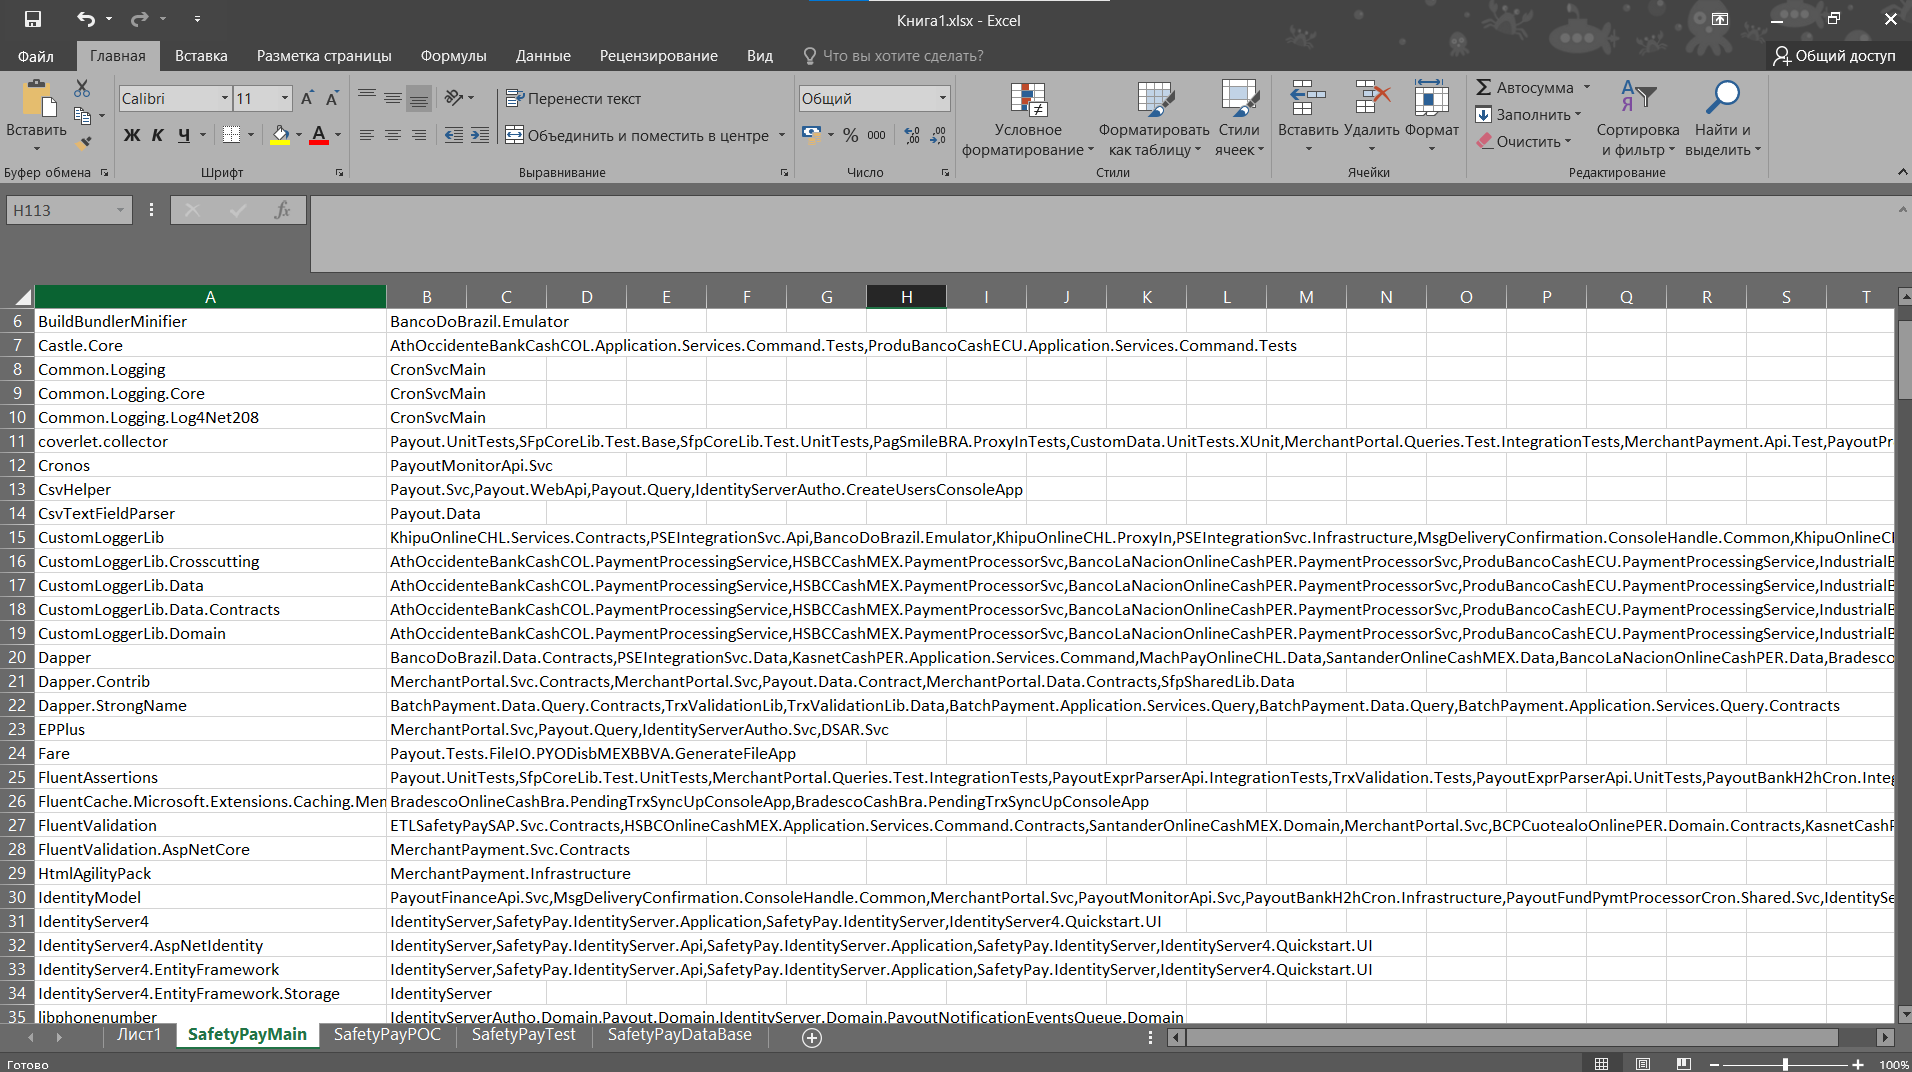 Книга1.xlsx - Excel
Файл Главная Вставка Разметка страницы Формулы Данные Рецензирование Вид Что вы хотите сделать? Общий доступ
Вставить
Буфер обмена
Calibri 11
Ж К Ч А
Шрифт
Перенести текст
Объединить и поместить в центре
Выравнивание
Общий
% 000
Число
Условное форматирование
Форматировать как таблицу
Стили ячеек
Стили
Вставить Удалить Формат
Ячейки
Автосумма
Заполнить
Очистить
Сортировка и фильтр
Найти и выделить
Редактирование
H113 fx
A B C D E F G H I J K L M N O P Q R S T
6 BuildBundlerMinifier BancoDoBrazil.Emulator
7 Castle.Core AthOccidenteBankCashCOL.Application.Services.Command.Tests,ProduBancoCashECU.Application.Services.Command.Tests
8 Common.Logging CronSvcMain
9 Common.Logging.Core CronSvcMain
10 Common.Logging.Log4Net208 CronSvcMain
11 coverlet.collector Payout.UnitTests,SFpCoreLib.Test.Base,SfpCoreLib.Test.UnitTests,PagSmileBRA.ProxyInTests,CustomData.UnitTests.XUnit,MerchantPortal.Queries.Test.IntegrationTests,MerchantPayment.Api.Test,PayoutPr
12 Cronos PayoutMonitorApi.Svc
13 CsvHelper Payout.Svc,Payout.WebApi,Payout.Query,IdentityServerAutho.CreateUsersConsoleApp
14 CsvTextFieldParser Payout.Data
15 CustomLoggerLib KhipuOnlineCHL.Services.Contracts,PSEIntegrationSvc.Api,BancoDoBrazil.Emulator,KhipuOnlineCHL.ProxyIn,PSEIntegrationSvc.Infrastructure,MsgDeliveryConfirmation.ConsoleHandle.Common,KhipuOnlineCH
16 CustomLoggerLib.Crosscutting AthOccidenteBankCashCOL.PaymentProcessingService,HSBCCashMEX.PaymentProcessorSvc,BancoLaNacionOnlineCashPER.PaymentProcessorSvc,ProduBancoCashECU.PaymentProcessingService,IndustrialB
17 CustomLoggerLib.Data AthOccidenteBankCashCOL.PaymentProcessingService,HSBCCashMEX.PaymentProcessorSvc,BancoLaNacionOnlineCashPER.PaymentProcessorSvc,ProduBancoCashECU.PaymentProcessingService,IndustrialB
18 CustomLoggerLib.Data.Contracts AthOccidenteBankCashCOL.PaymentProcessingService,HSBCCashMEX.PaymentProcessorSvc,BancoLaNacionOnlineCashPER.PaymentProcessorSvc,ProduBancoCashECU.PaymentProcessingService,IndustrialB
19 CustomLoggerLib.Domain AthOccidenteBankCashCOL.PaymentProcessingService,HSBCCashMEX.PaymentProcessorSvc,BancoLaNacionOnlineCashPER.PaymentProcessorSvc,ProduBancoCashECU.PaymentProcessingService,IndustrialB
20 Dapper BancoDoBrazil.Data.Contracts,PSEIntegrationSvc.Data,KasnetCashPER.Application.Services.Command,MachPayOnlineCHL.Data,SantanderOnlineCashMEX.Data,BancoLaNacionOnlineCashPER.Data,Bradesco
21 Dapper.Contrib MerchantPortal.Svc.Contracts,MerchantPortal.Svc,Payout.Data.Contract,MerchantPortal.Data.Contracts,SfpSharedLib.Data
22 Dapper.StrongName BatchPayment.Data.Query.Contracts,TrxValidationLib,TrxValidationLib.Data,BatchPayment.Application.Services.Query,BatchPayment.Data.Query,BatchPayment.Application.Services.Query.Contracts
23 EPPlus MerchantPortal.Svc,Payout.Query,IdentityServerAutho.Svc,DSAR.Svc
24 Fare Payout.Tests.FileIO.PYODisbMEXBBVA.GenerateFileApp
25 FluentAssertions Payout.UnitTests,SfpCoreLib.Test.UnitTests,MerchantPortal.Queries.Test.IntegrationTests,PayoutExprParserApi.IntegrationTests,TrxValidation.Tests,PayoutExprParserApi.UnitTests,PayoutBankH2hCron.Integ
26 FluentCache.Microsoft.Extensions.Caching.Mem BradescoOnlineCashBra.PendingTrxSyncUpConsoleApp,BradescoCashBra.PendingTrxSyncUpConsoleApp
27 FluentValidation ETLSafetyPaySAP.Svc.Contracts,HSBCOnlineCashMEX.Application.Services.Command.Contracts,SantanderOnlineCashMEX.Domain,MerchantPortal.Svc,BCPCuotealoOnlinePER.Domain.Contracts,KasnetCashP
28 FluentValidation.AspNetCore MerchantPayment.Svc.Contracts
29 HtmlAgilityPack MerchantPayment.Infrastructure
30 IdentityModel PayoutFinanceApi.Svc,MsgDeliveryConfirmation.ConsoleHandle.Common,MerchantPortal.Svc,PayoutMonitorApi.Svc,PayoutBankH2hCron.Infrastructure,PayoutFundPymtProcessorCron.Shared.Svc,IdentitySe
31 IdentityServer4 IdentityServer,SafetyPay.IdentityServer.Application,SafetyPay.IdentityServer,IdentityServer4.Quickstart.UI
32 IdentityServer4.AspNetIdentity IdentityServer,SafetyPay.IdentityServer.Api,SafetyPay.IdentityServer.Application,SafetyPay.IdentityServer,IdentityServer4.Quickstart.UI
33 IdentityServer4.EntityFramework IdentityServer,SafetyPay.IdentityServer.Api,SafetyPay.IdentityServer.Application,SafetyPay.IdentityServer,IdentityServer4.Quickstart.UI
34 IdentityServer4.EntityFramework.Storage IdentityServer
35 libphonenumber IdentityServerAutho.Domain,Payout.Domain,IdentityServer.Domain,PayoutNotificationEventsQueue.Domain
Лист1 SafetyPayMain SafetyPayPOC SafetyPayTest SafetyPayDataBase
Готово 100%